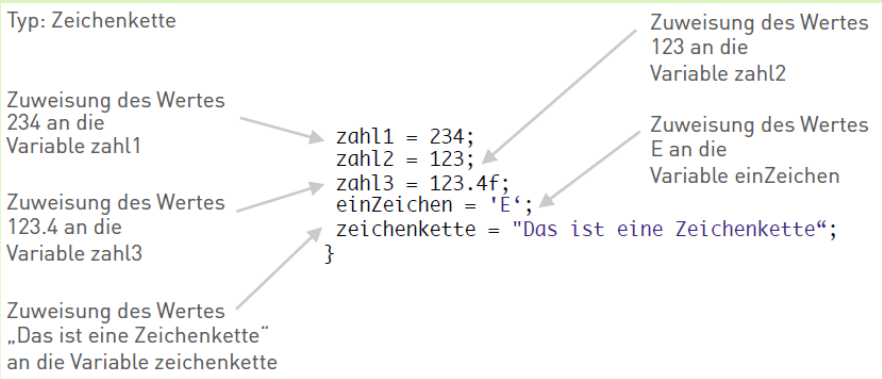 Typ: Zeichenkette
Zuweisung des Wertes
123 an die
Variable zahl2
Zuweisung des Wertes
234 an die
Variable zahl1
Zuweisung des Wertes
E an die
Variable einZeichen
zahl1 = 234;
zahl2 = 123;
zahl3 = 123.4f;
einZeichen = 'E‘;
zeichenkette = "Das ist eine Zeichenkette“;
}
Zuweisung des Wertes
123.4 an die
Variable zahl3
Zuweisung des Wertes
„Das ist eine Zeichenkette“
an die Variable zeichenkette